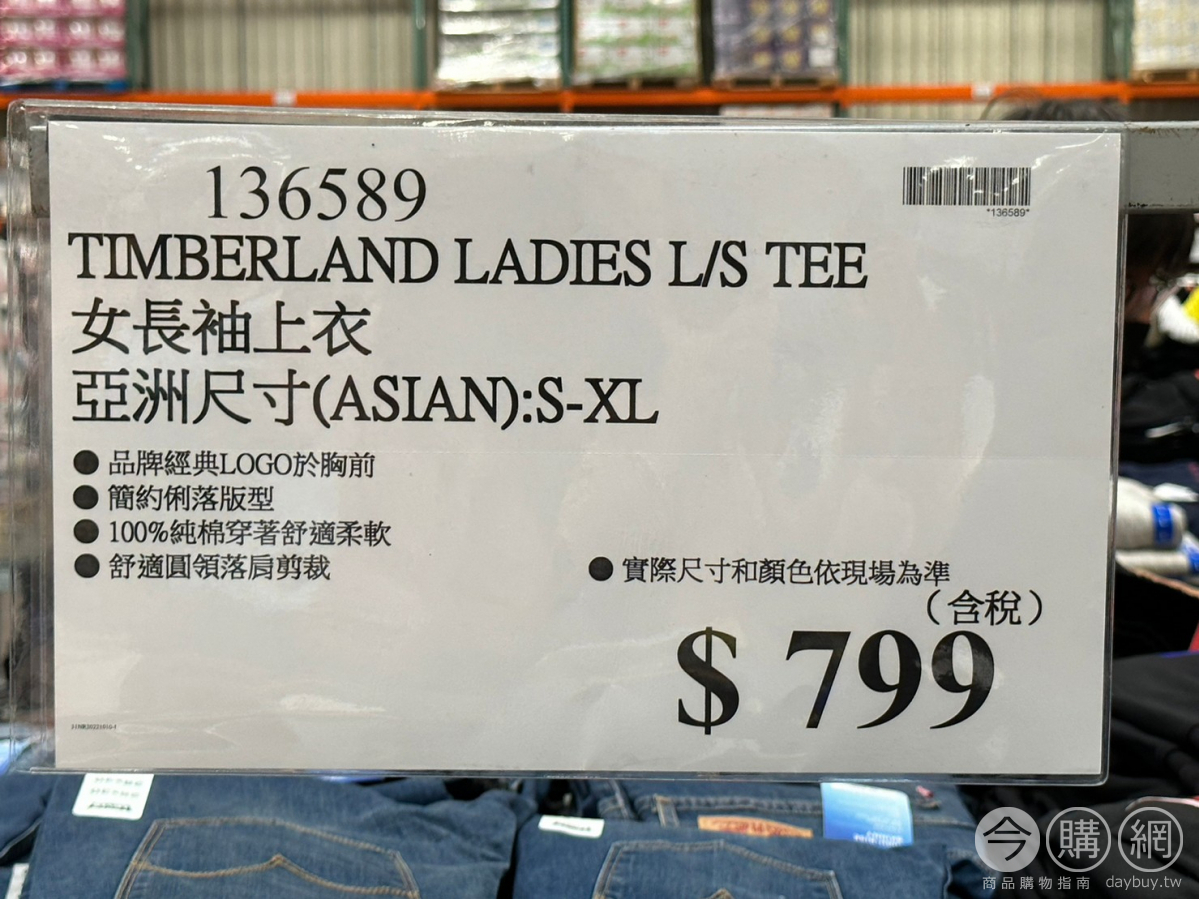 136589
*136589*
TIMBERLAND LADIES L/S TEE
女長袖上衣
亞洲尺寸(ASIAN):S-XL
● 品牌經典LOGO於胸前
● 簡約俐落版型
● 100%純棉穿著舒適柔軟
● 舒適圓領落肩剪裁
● 實際尺寸和顏色依現場為準
（含稅）
$ 799
今購網
商品購物指南 daybuy.tw